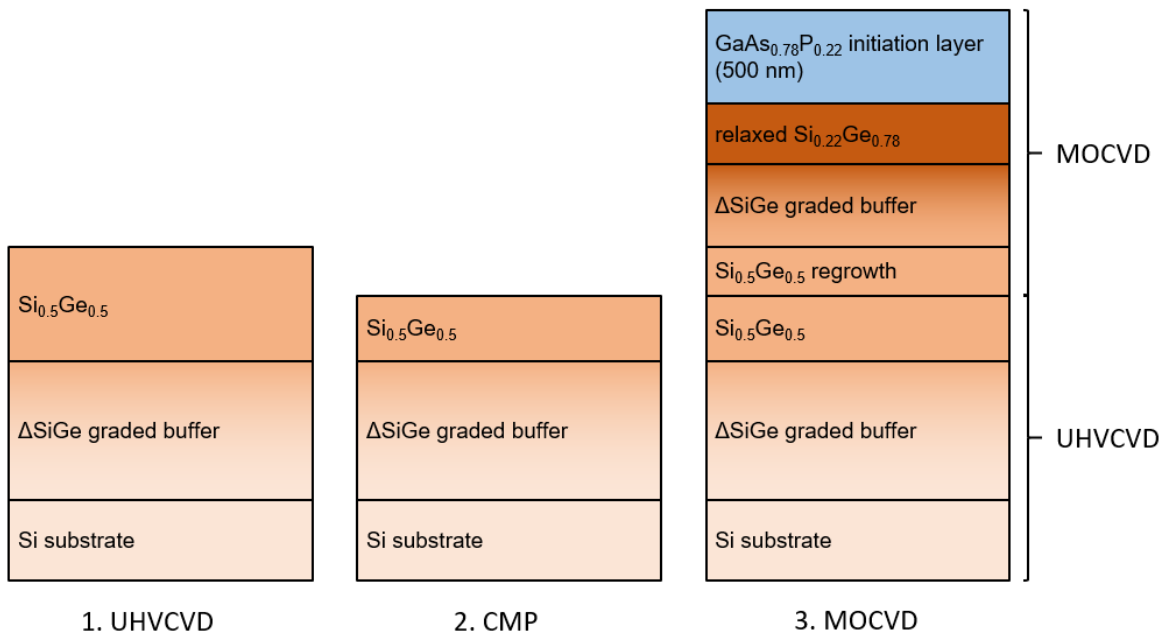 Si0.5Ge0.5
ΔSiGe graded buffer
Si substrate
1. UHVCVD
Si0.5Ge0.5
ΔSiGe graded buffer
Si substrate
2. CMP
GaAs0.78P0.22 initiation layer
(500 nm)
relaxed Si0.22Ge0.78
ΔSiGe graded buffer
Si0.5Ge0.5 regrowth
Si0.5Ge0.5
ΔSiGe graded buffer
Si substrate
3. MOCVD
MOCVD
UHVCVD